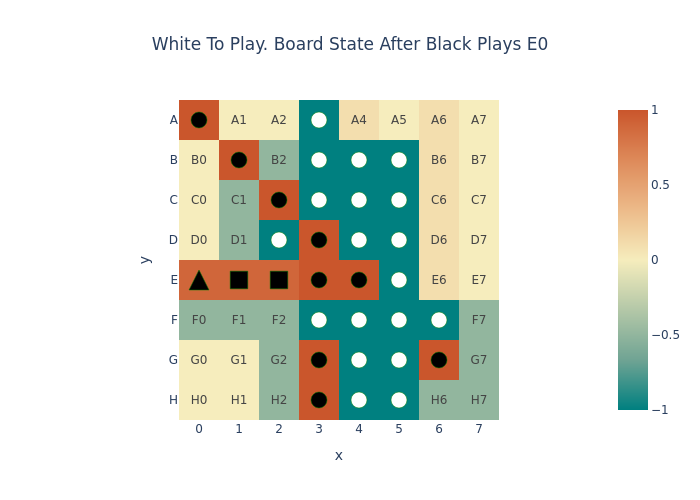 White To Play. Board State After Black Plays E0
A A1 A2 A4 A5 A6 A7
B B0 B2 B6 B7
C C0 C1 C6 C7
D D0 D1 D6 D7
E E6 E7
F F0 F1 F2 F7
G G0 G1 G2 G7
H H0 H1 H2 H6 H7
0 1 2 3 4 5 6 7
x
y
1
0.5
0
−0.5
−1